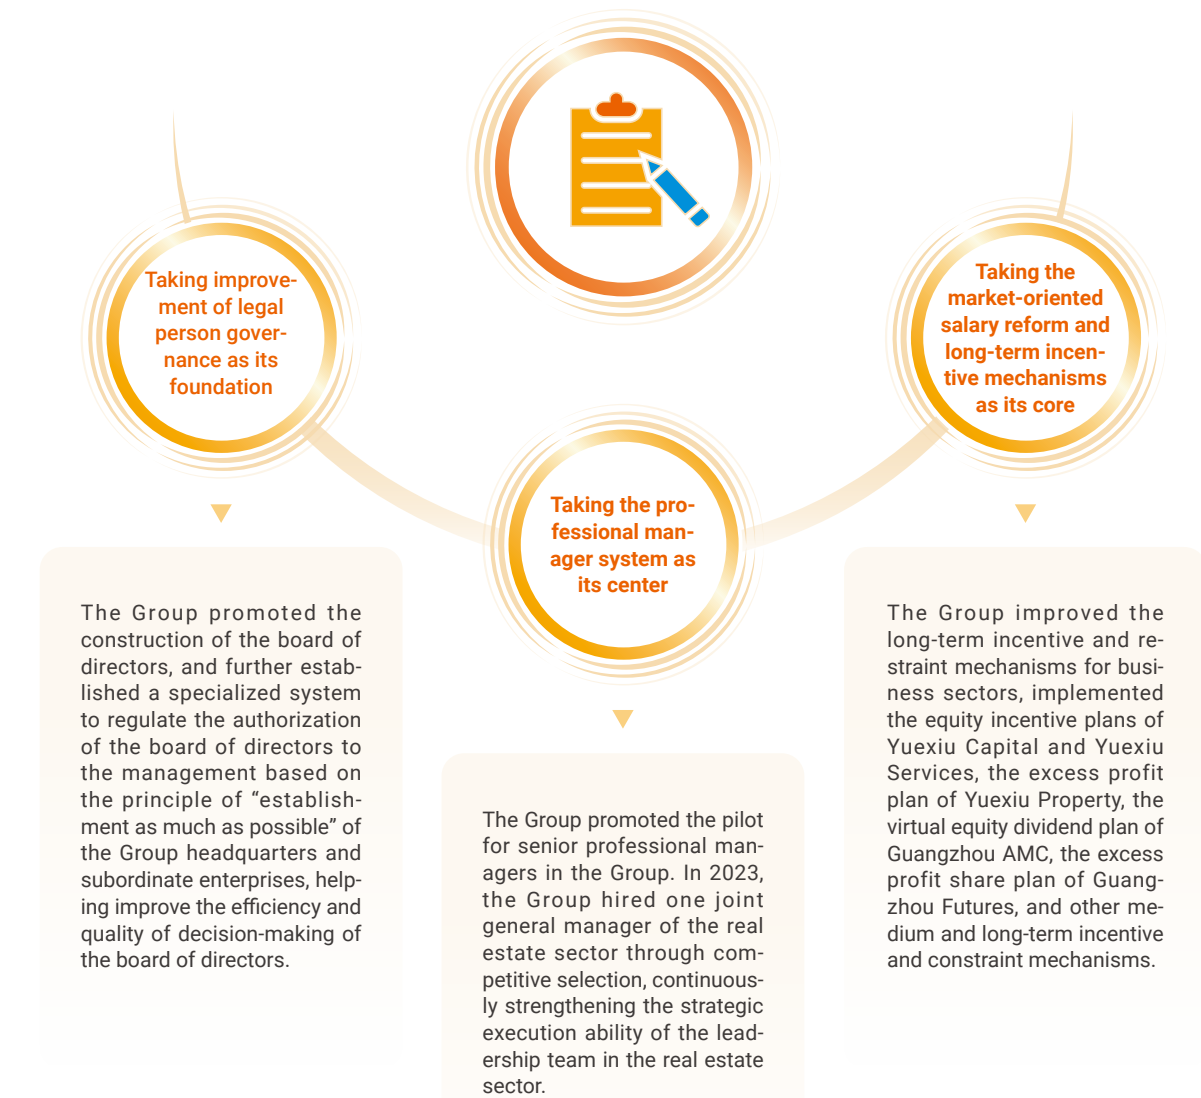 Taking improve-
ment of legal
person gover-
nance as its
foundation
The Group promoted the
construction of the board of
directors, and further estab-
lished a specialized system
to regulate the authorization
of the board of directors to
the management based on
the principle of “establish-
ment as much as possible” of
the Group headquarters and
subordinate enterprises, help-
ing improve the efficiency and
quality of decision-making of
the board of directors.
Taking the pro-
fessional man-
ager system as
its center
The Group promoted the pilot
for senior professional man-
agers in the Group. In 2023,
the Group hired one joint
general manager of the real
estate sector through com-
petitive selection, continuous-
ly strengthening the strategic
execution ability of the lead-
ership team in the real estate
sector.
Taking the
market-oriented
salary reform and
long-term incen-
tive mechanisms
as its core
The Group improved the
long-term incentive and re-
straint mechanisms for busi-
ness sectors, implemented
the equity incentive plans of
Yuexiu Capital and Yuexiu
Services, the excess profit
plan of Yuexiu Property, the
virtual equity dividend plan of
Guangzhou AMC, the excess
profit share plan of Guang-
zhou Futures, and other me-
dium and long-term incentive
and constraint mechanisms.